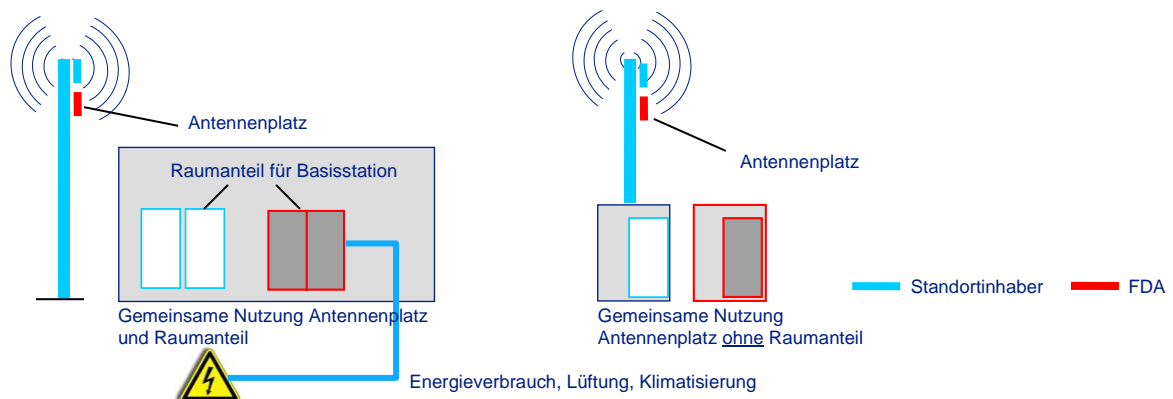 Antennenplatz
Raumanteil für Basisstation
Gemeinsame Nutzung Antennenplatz
und Raumanteil
Energieverbrauch, Lüftung, Klimatisierung
Antennenplatz
Gemeinsame Nutzung
Antennenplatz ohne Raumanteil
Standortinhaber
FDA